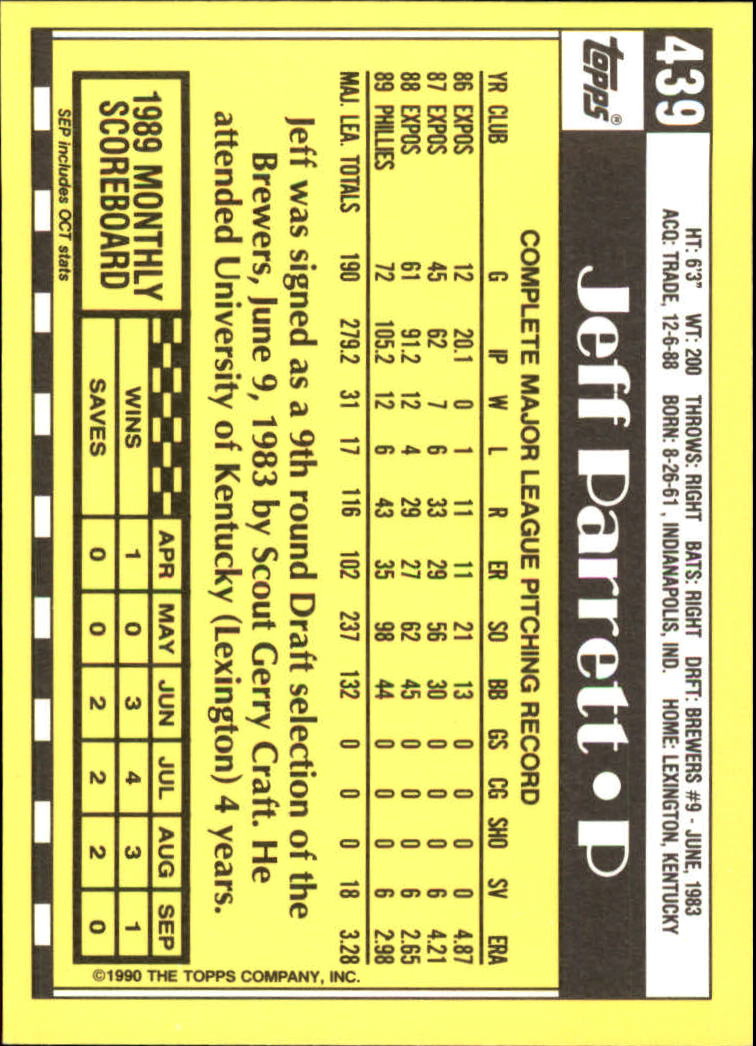 439
HT: 6'3" WT: 200 THROWS: RIGHT BATS: RIGHT DRFT: BREWERS #9 - JUNE, 1983
ACQ: TRADE, 12-6-88 BORN: 8-26-61, INDIANAPOLIS, IND. HOME: LEXINGTON, KENTUCKY
topps®
Jeff Parrett • P
COMPLETE MAJOR LEAGUE PITCHING RECORD
YR CLUB G IP W L R ER SO BB GS CG SHO SV ERA
86 EXPOS 12 20.1 0 1 11 11 21 13 0 0 0 0 4.87
87 EXPOS 45 62 7 6 33 29 56 30 0 0 0 6 4.21
88 EXPOS 61 91.2 12 4 29 27 62 45 0 0 0 6 2.65
89 PHILLIES 72 105.2 12 6 43 35 98 44 0 0 0 6 2.98
MAJ. LEA. TOTALS 190 279.2 31 17 116 102 237 132 0 0 0 18 3.28
Jeff was signed as a 9th round Draft selection of the
Brewers, June 9, 1983 by Scout Gerry Craft. He
attended University of Kentucky (Lexington) 4 years.
1989 MONTHLY
SCOREBOARD
APR MAY JUN JUL AUG SEP
WINS 1 0 3 4 3 1
SAVES 0 0 2 2 2 0
SEP includes OCT stats
©1990 THE TOPPS COMPANY, INC.